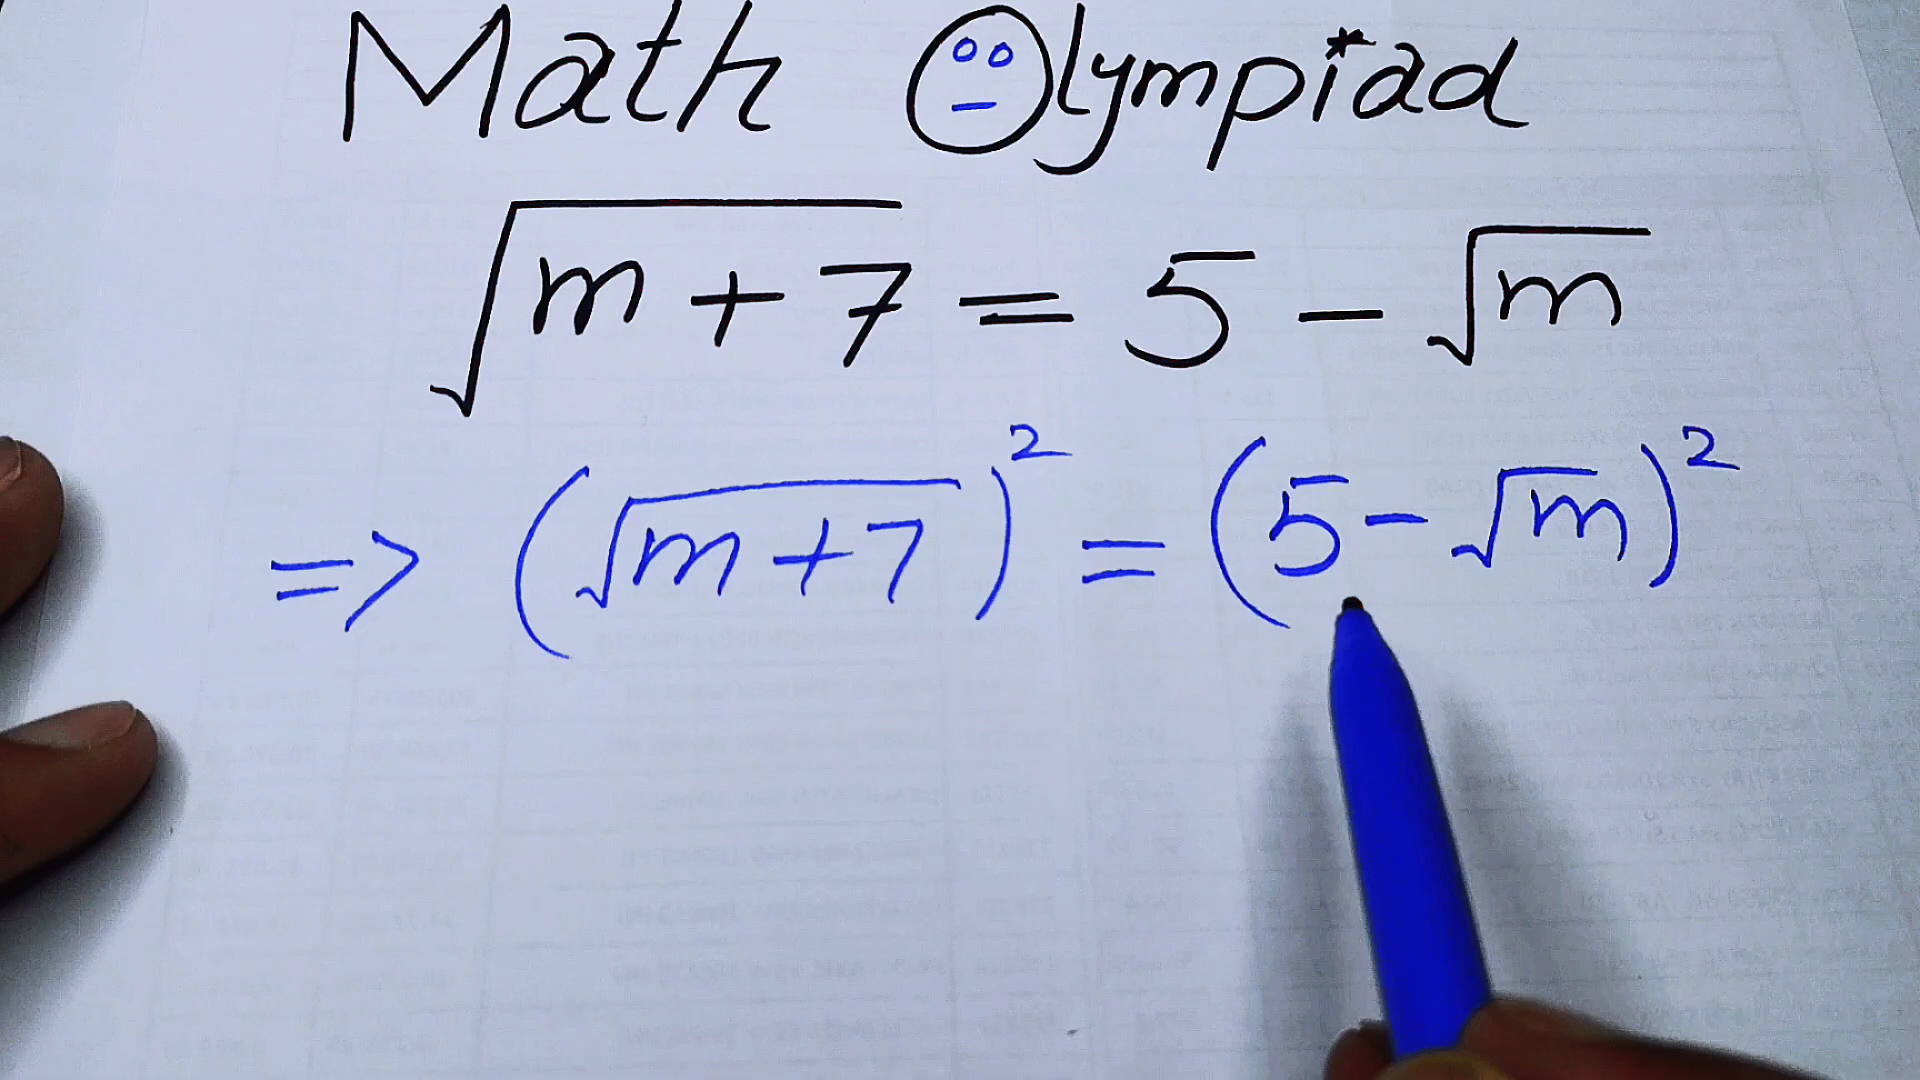 Math Olympiad
√(m + 7) = 5 - √m
=> (√(m + 7))² = (5 - √m)²